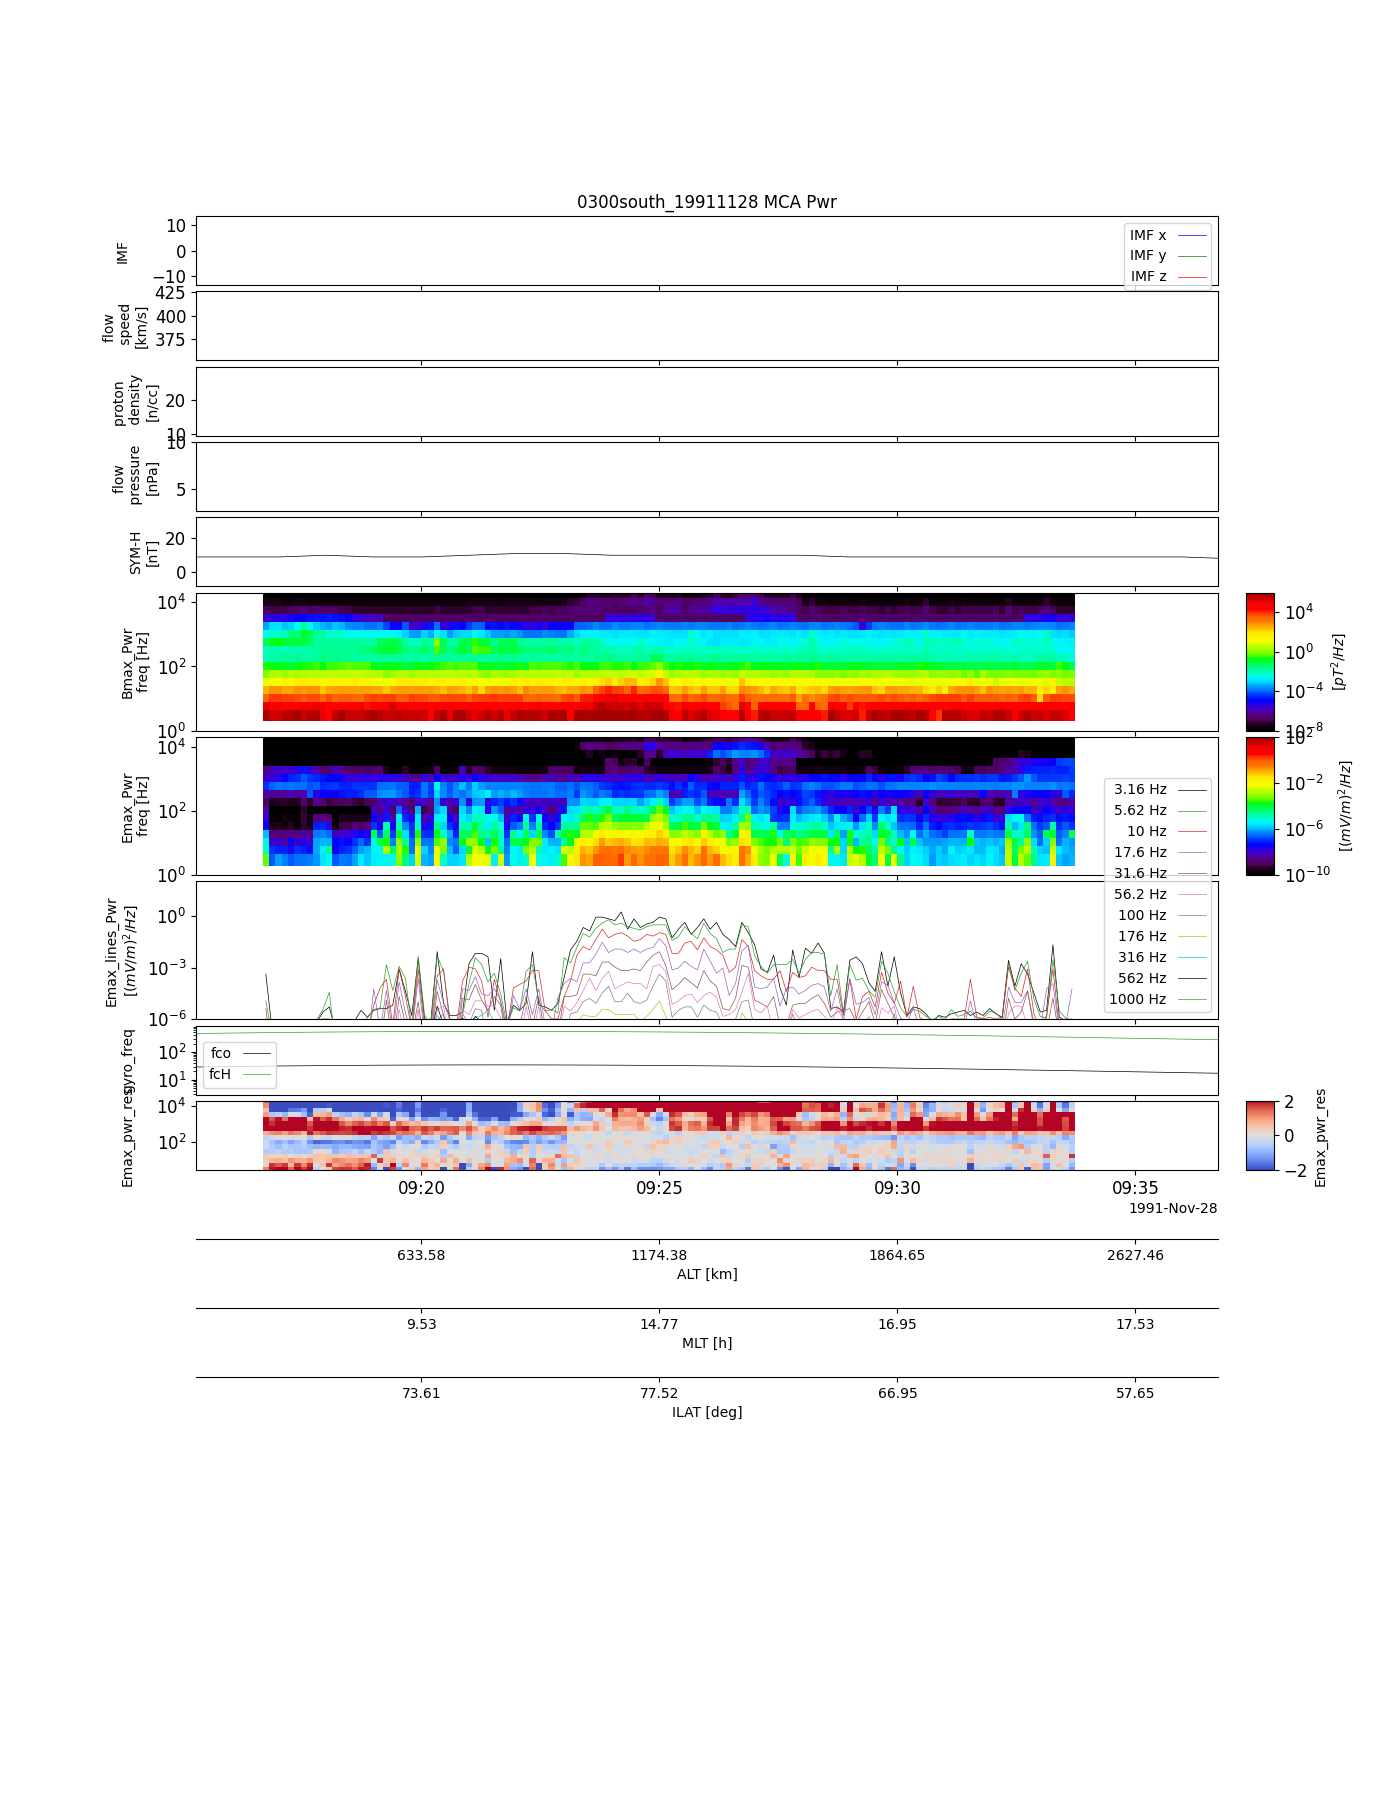 0300south_19911128 MCA Pwr
10
0
−10
IMF
IMF x
IMF y
IMF z
425
400
375
flow
speed
[km/s]
20
10
proton
density
[n/cc]
10
5
flow
pressure
[nPa]
20
0
SYM-H
[nT]
10^4
10^2
10^0
Bmax_Pwr
freq [Hz]
10^4
10^0
10^−4
10^−8
[pT^2/Hz]
10^4
10^2
10^0
Emax_Pwr
freq [Hz]
10^2
10^−2
10^−6
10^−10
[(mV/m)^2/Hz]
3.16 Hz
5.62 Hz
10 Hz
17.6 Hz
31.6 Hz
56.2 Hz
100 Hz
176 Hz
316 Hz
562 Hz
1000 Hz
10^0
10^−3
10^−6
Emax_lines_Pwr
[(mV/m)^2/Hz]
10^2
10^1
gyro_freq
fco
fcH
10^4
10^2
Emax_pwr_res
2
0
−2
Emax_pwr_res
09:20 09:25 09:30 09:35
1991-Nov-28
633.58 1174.38 1864.65 2627.46
ALT [km]
9.53 14.77 16.95 17.53
MLT [h]
73.61 77.52 66.95 57.65
ILAT [deg]